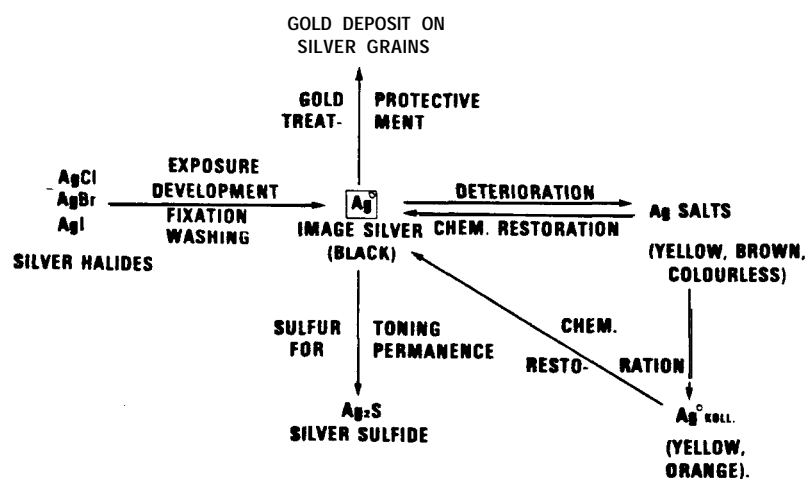 GOLD DEPOSIT ON
SILVER GRAINS
GOLD PROTECTIVE
TREAT- MENT
AgCl
AgBr
AgI
SILVER HALIDES
EXPOSURE
DEVELOPMENT
FIXATION
WASHING
Ag°
IMAGE SILVER
(BLACK)
DETERIORATION
CHEM. RESTORATION
Ag SALTS
(YELLOW, BROWN,
COLOURLESS)
SULFUR TONING
FOR PERMANENCE
CHEM.
RESTO- RATION
Ag₂S
SILVER SULFIDE
Ag° KOLL.
(YELLOW,
ORANGE).